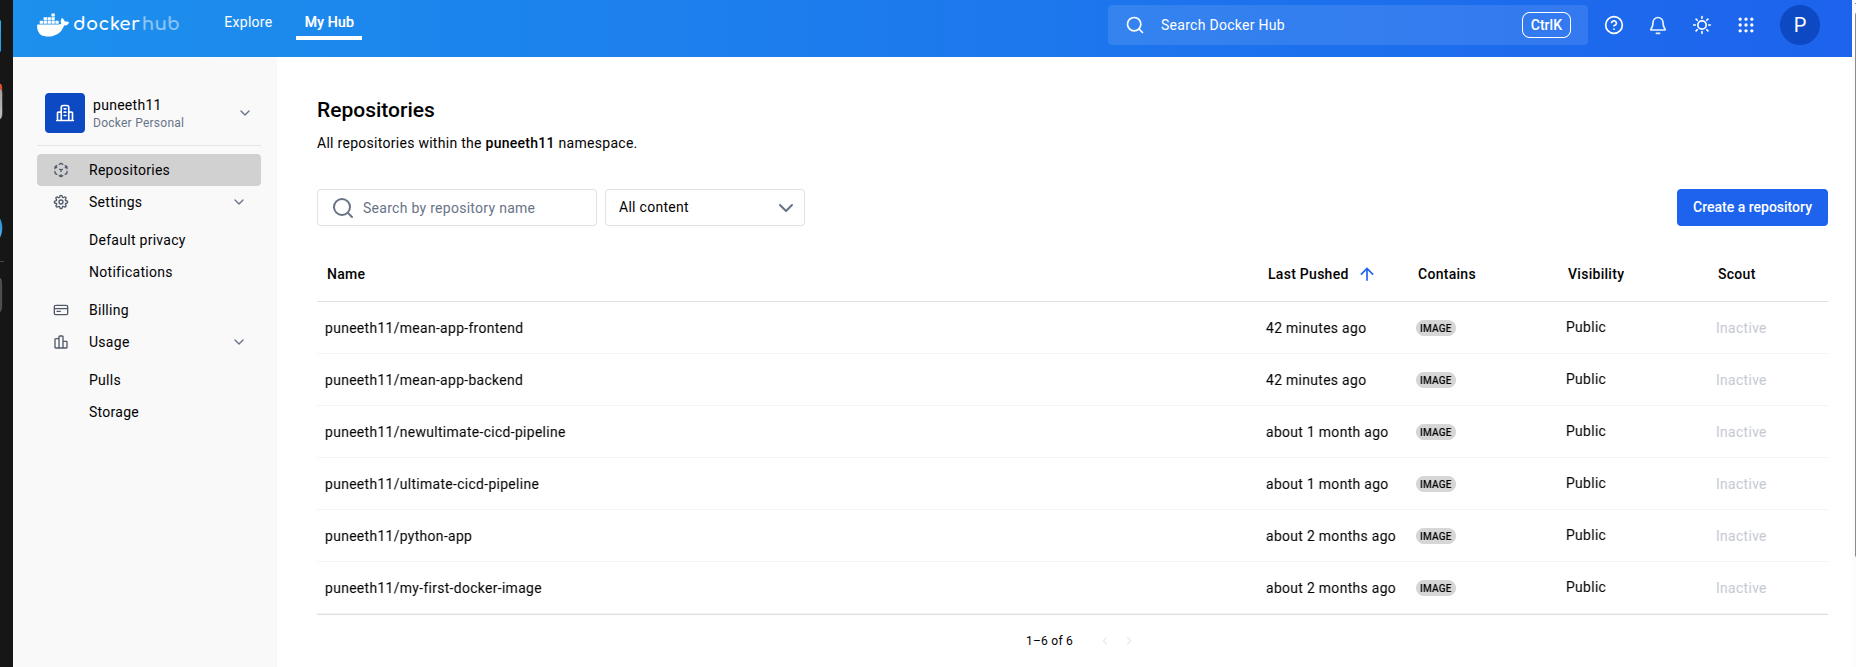 dockerhub
Explore
My Hub
Search Docker Hub
CtrlK
P
puneeth11
Docker Personal
Repositories
Settings
Default privacy
Notifications
Billing
Usage
Pulls
Storage
Repositories
All repositories within the puneeth11 namespace.
Search by repository name
All content
Create a repository
Name Last Pushed Contains Visibility Scout
puneeth11/mean-app-frontend 42 minutes ago IMAGE Public Inactive
puneeth11/mean-app-backend 42 minutes ago IMAGE Public Inactive
puneeth11/newultimate-cicd-pipeline about 1 month ago IMAGE Public Inactive
puneeth11/ultimate-cicd-pipeline about 1 month ago IMAGE Public Inactive
puneeth11/python-app about 2 months ago IMAGE Public Inactive
puneeth11/my-first-docker-image about 2 months ago IMAGE Public Inactive
1–6 of 6